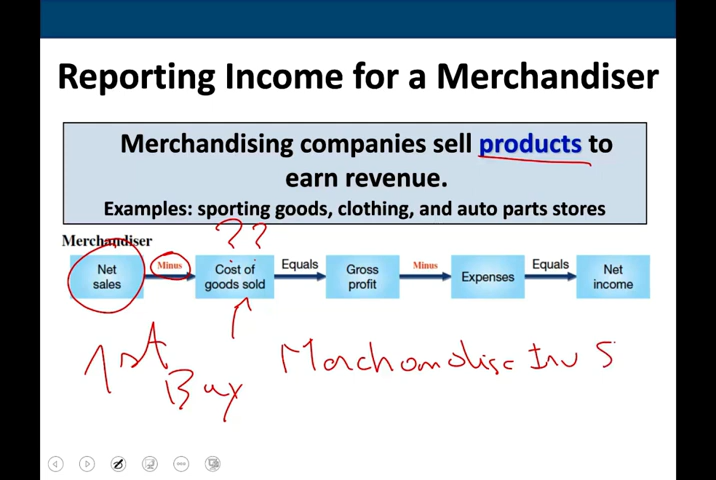 Reporting Income for a Merchandiser
Merchandising companies sell products to
earn revenue.
Examples: sporting goods, clothing, and auto parts stores
??
Merchandiser
Net sales Minus Cost of goods sold Equals Gross profit Minus Expenses Equals Net income
1st Merchandise Inv S
Buy